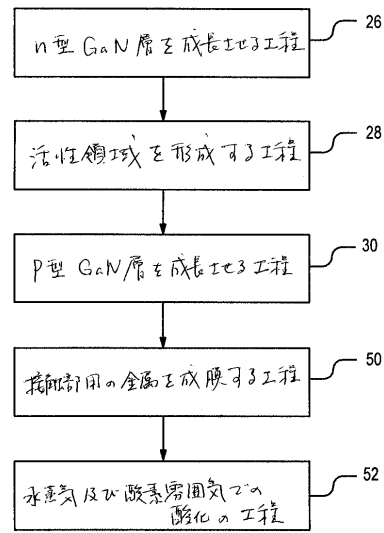 n型 GaN層を成長せる工程
26
活性領域を形成する工程
28
P型 GaN層を成長せる工程
30
接触部用の金属を成膜する工程
50
水蒸気及び酸素雰囲気での
酸化の工程
52